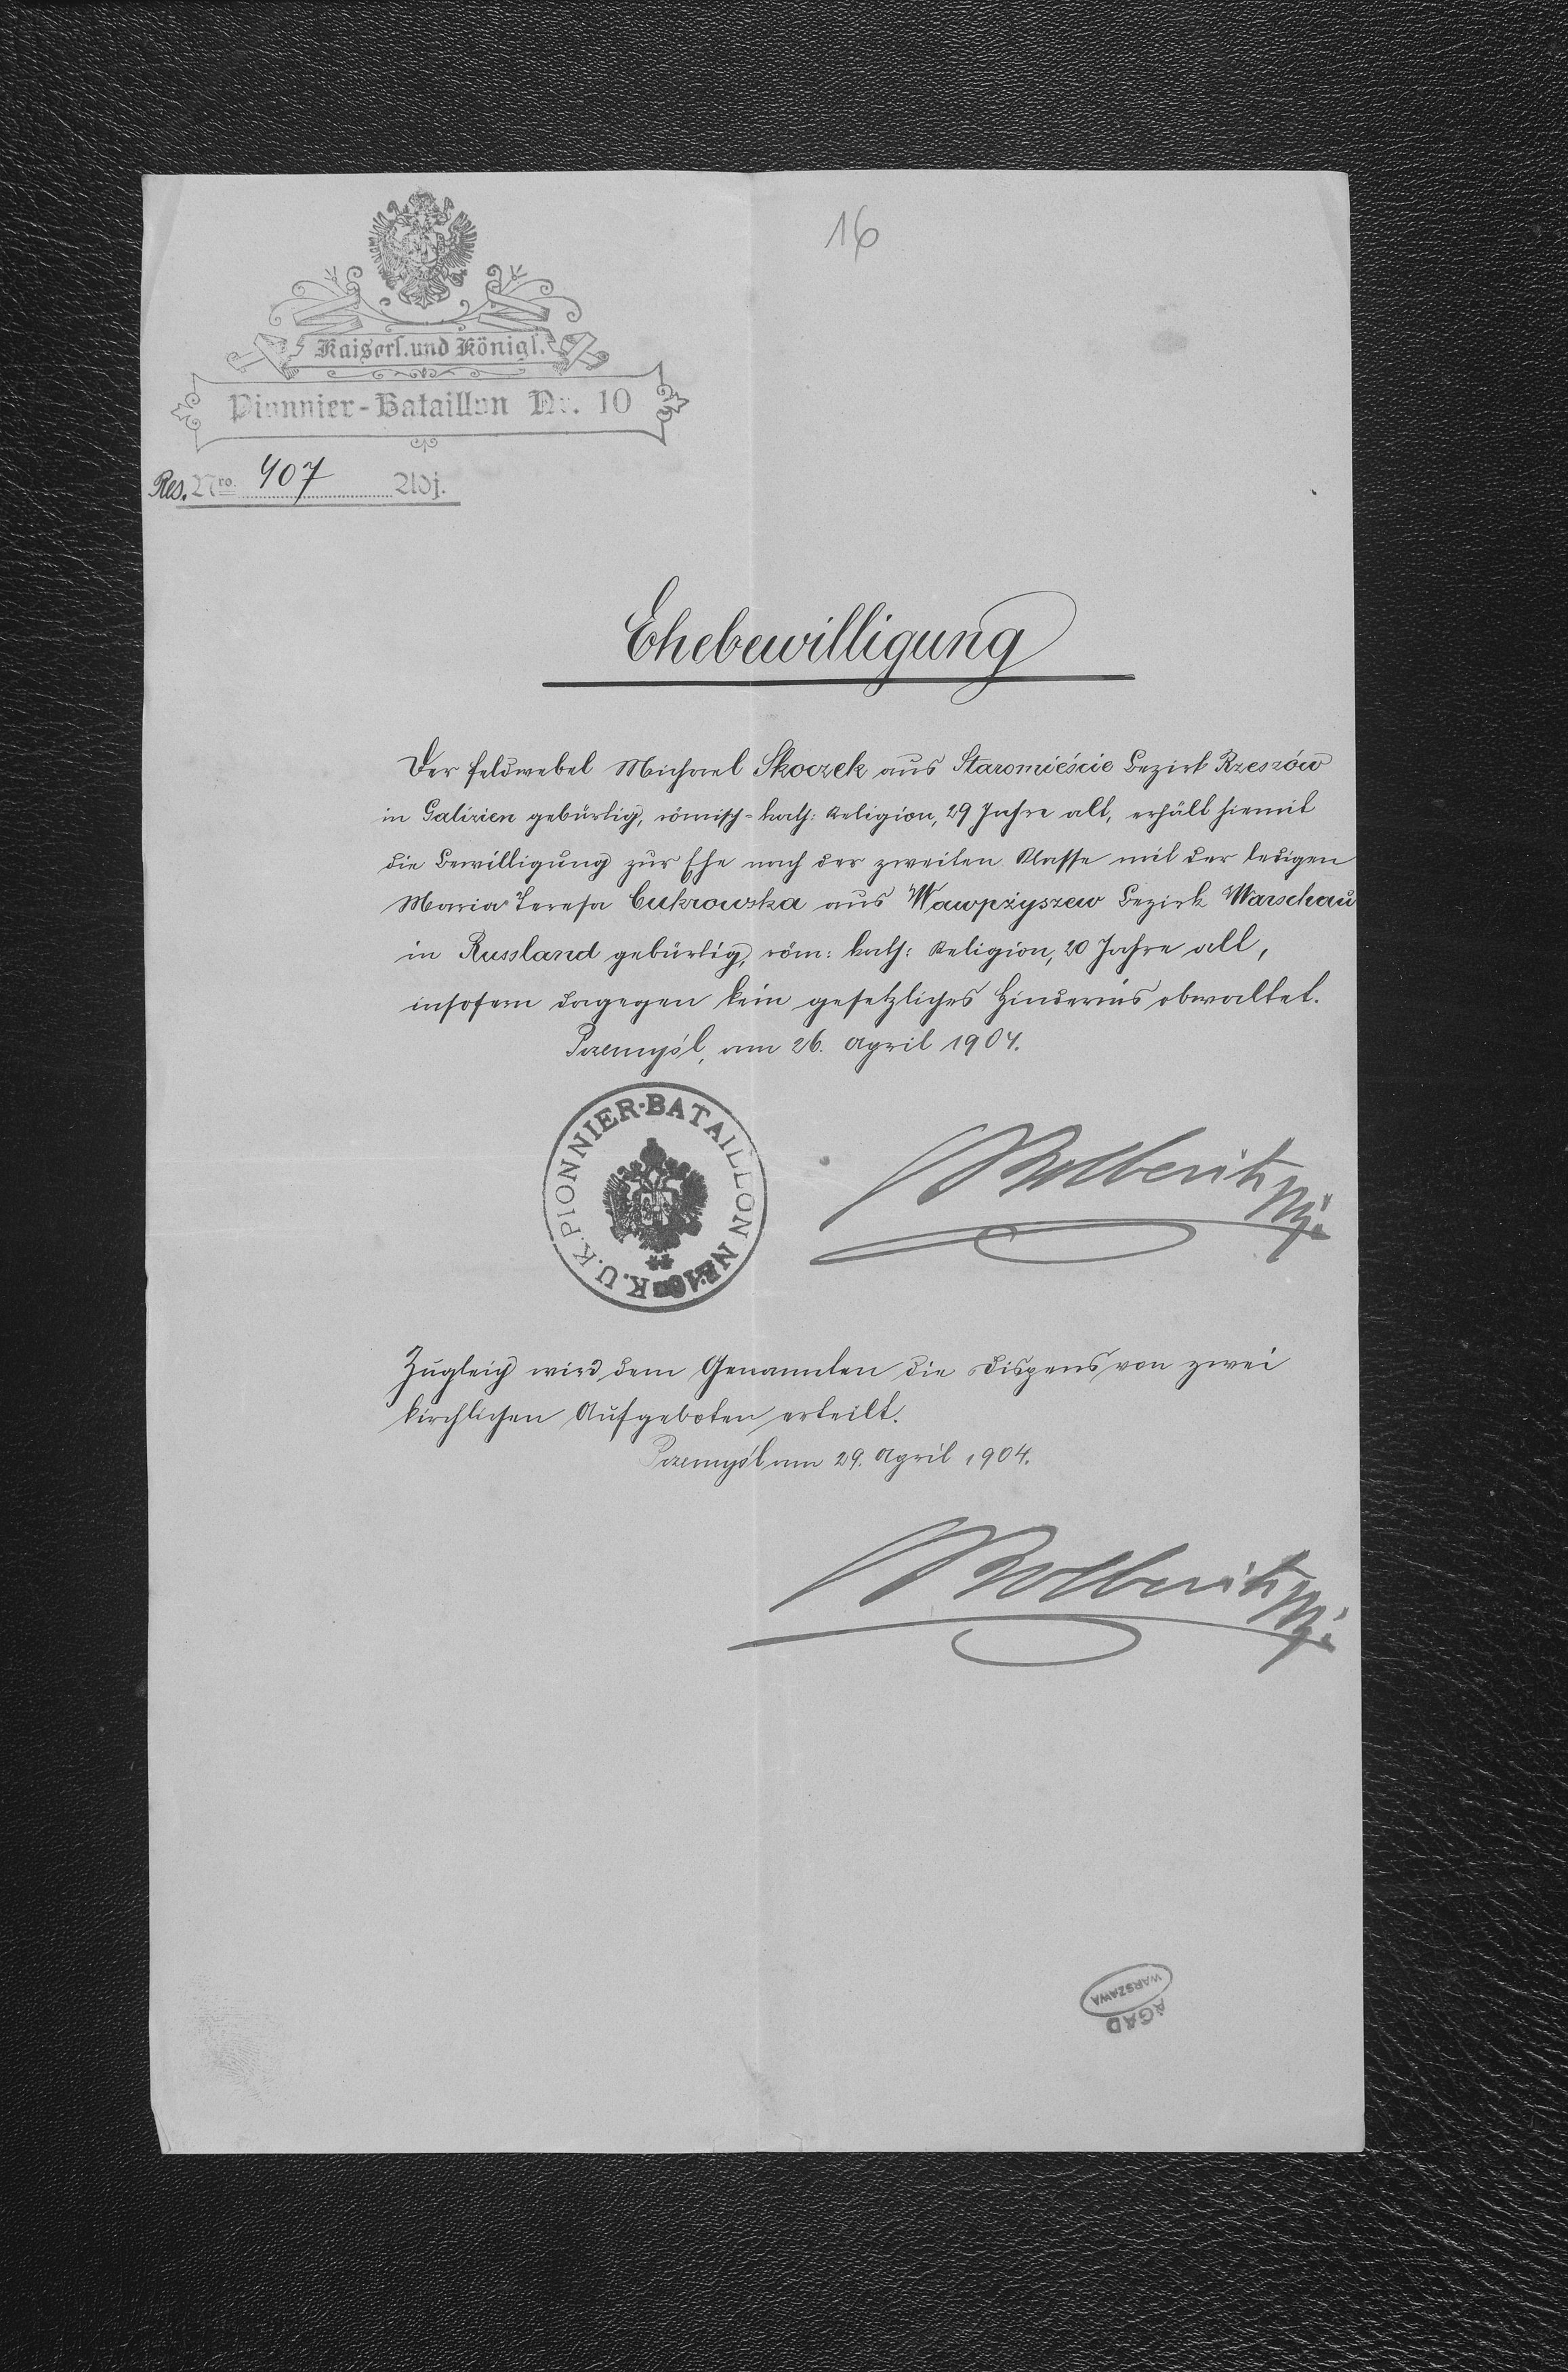 16
Kaiserl. und Königl.
Pionnier-Bataillon Nr. 10
Res. Nro. 407 Adj.
Ehebewilligung
Der Feldwebel Michael Skoczek aus Staromieście Bezirk Rzeszów
in Galizien gebürtig, römisch-kath: Religion, 29 Jahre alt, erhält hiemit
die Bewilligung zur Ehe nach der zweiten Klasse mit der ledigen
Maria Teresa Cukrowska aus Wawpżyszew Bezirk Warschau
in Russland gebürtig, röm: kath: Religion, 20 Jahre alt,
insofern dagegen kein gesetzliches Hindernis obwaltet.
Przemyśl, am 26. April 1904.
K.U.K. PIONNIER-BATAILLON NR. 10
Zugleich wird dem Genannten die Dispens von zwei
kirchlichen Aufgeboten erteilt.
Przemyśl am 29. April 1904.
AGAD
WARSZAWA